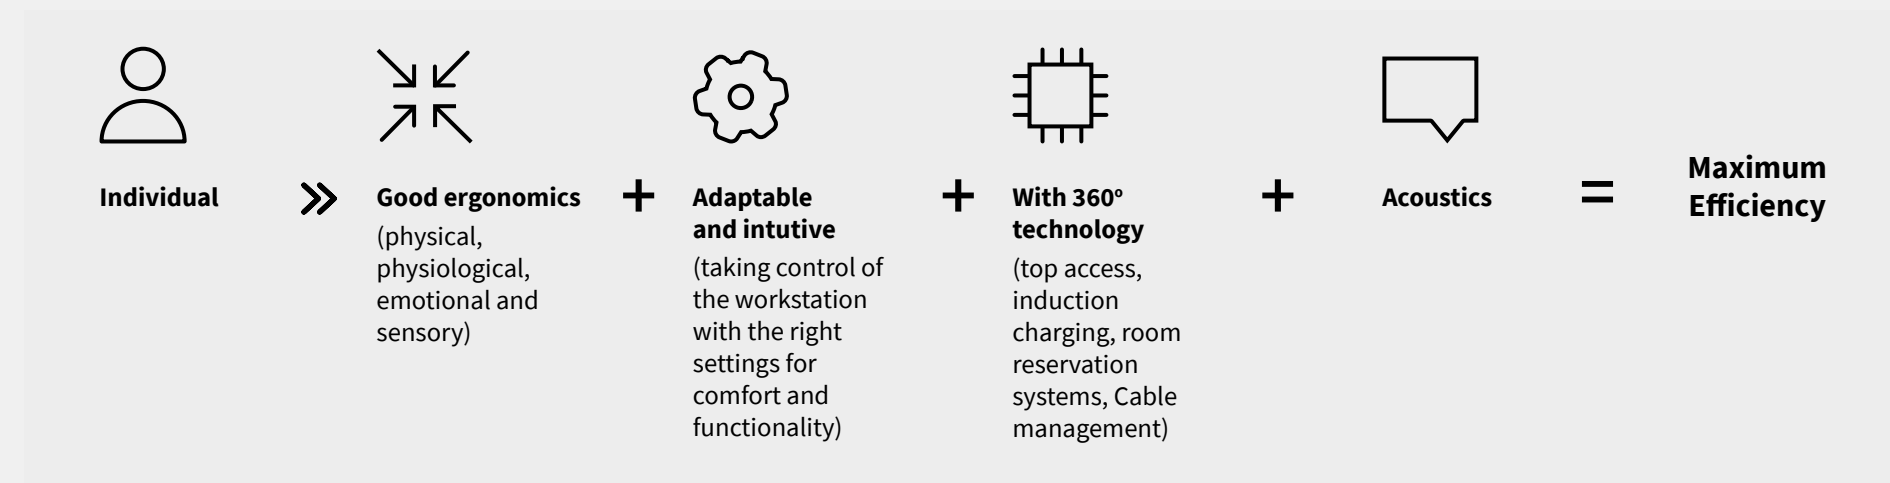 Individual
»
Good ergonomics
(physical,
physiological,
emotional and
sensory)
+
Adaptable
and intutive
(taking control of
the workstation
with the right
settings for
comfort and
functionality)
+
With 360º
technology
(top access,
induction
charging, room
reservation
systems, Cable
management)
+
Acoustics
=
Maximum
Efficiency